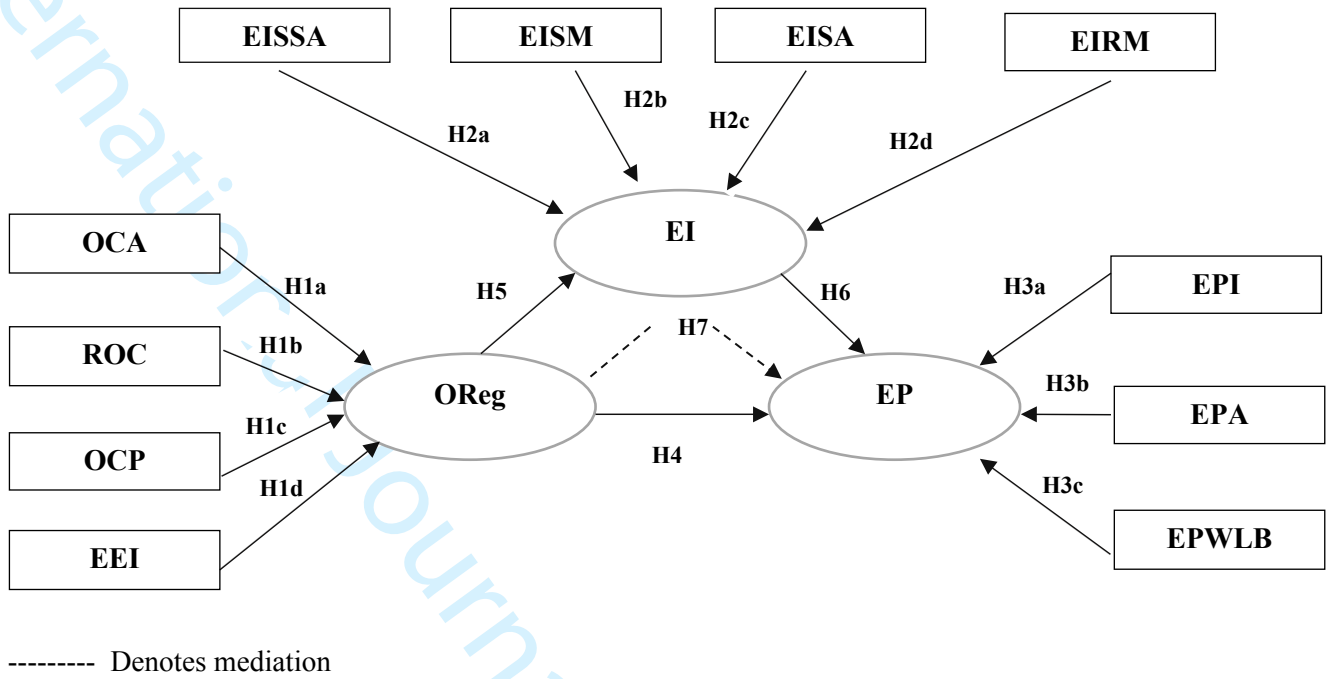 EISSA
EISM
EISA
EIRM
H2a
H2b
H2c
H2d
EI
OCA
ROC
OCP
EEI
H1a
H1b
H1c
H1d
H5
H6
H7
OReg
EP
H4
H3a
H3b
H3c
EPI
EPA
EPWLB
--------- Denotes mediation